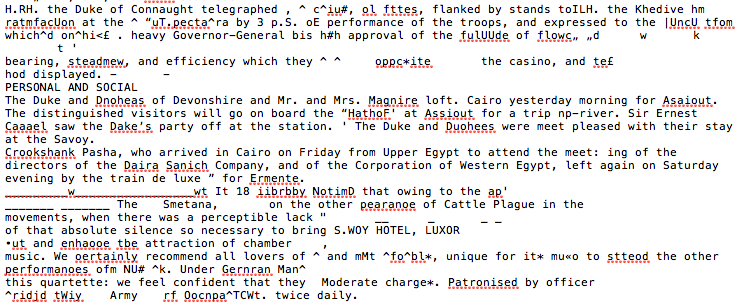 H.RH. the Duke of Connaught telegraphed , ^ c^iu#, ol fttes, flanked by stands toILH. the Khedive hm
ratmfacUon at the ^ “uT,pecta^ra by 3 p.S. oE performance of the troops, and expressed to the |UncU tfom
which^d on^hi<£ . heavy Governor-General bis h#h approval of the fulUUde of flowc„ „d w k
t '
bearing, steadmew, and efficiency which they ^ ^ oppc*ite the casino, and te£
hod displayed. — —
PERSONAL AND SOCIAL
The Duke and Dnoheas of Devonshire and Mr. and Mrs. Magnire loft. Cairo yesterday morning for Asaiout.
The distinguished visitors will go on board the “HathoF' at Assiout for a trip np-river. Sir Ernest
Caaael saw the Dake’s party off at the station. ' The Duke and Duohees were meet pleased with their stay
at the Savoy.
Crookshank Pasha, who arrived in Cairo on Friday from Upper Egypt to attend the meet: ing of the
directors of the Daira Sanich Company, and of the Corporation of Western Egypt, left again on Saturday
evening by the train de luxe ” for Ermente.
_________w_________________wt It 18 iibrbby NotimD that owing to the ap'
_______ _______ The Smetana, on the other pearanoe of Cattle Plague in the
movements, when there was a perceptible lack " __ _ _ _
of that absolute silence so necessary to bring S.WOY HOTEL, LUXOR
•ut and enhaooe tbe attraction of chamber ,
music. We oertainly recommend all lovers of ^ and mMt ^fo^bl*, unique for it* mu«o to stteod the other
performanoes ofm NU# ^k. Under Gernran Man^
this quartette: we feel confident that they Moderate charge*. Patronised by officer
^ridjd tWiy Army rf Oocnpa^TCWt. twice daily.